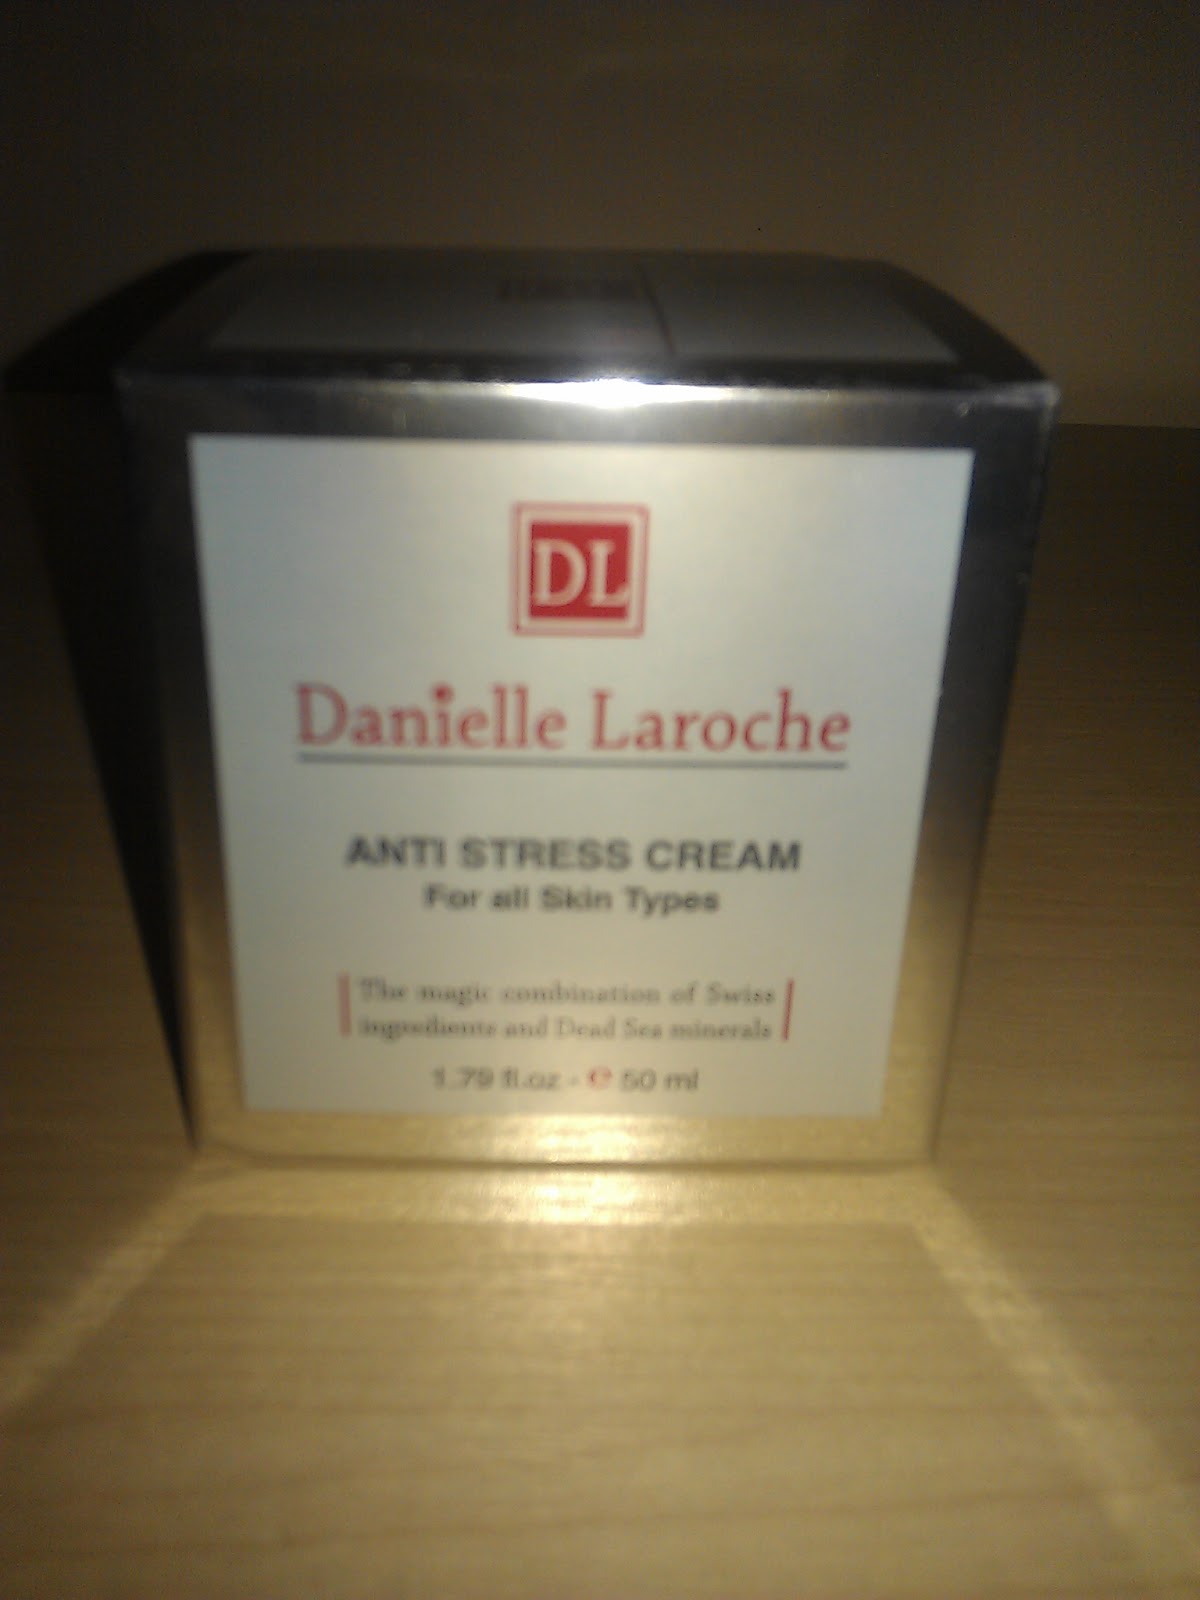 DL
Danielle Laroche
ANTI STRESS CREAM
For all Skin Types
The magic combination of Swiss
ingredients and Dead Sea minerals
1.79 fl.oz - e 50 ml